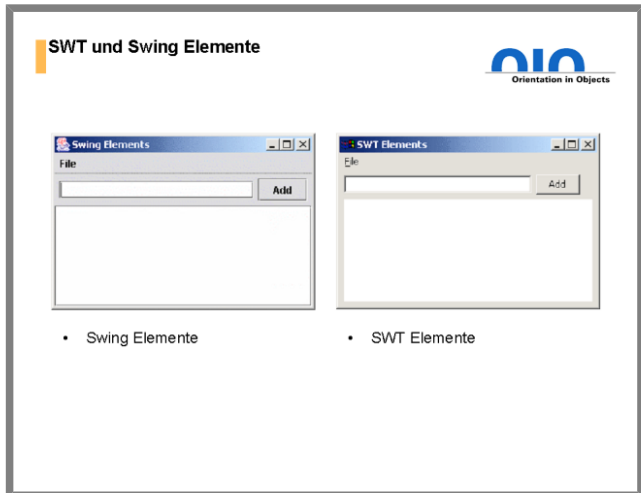 SWT und Swing Elemente
OIO
Orientation in Objects
Swing Elements
File
Add
SWT Elements
File
Add
• Swing Elemente
• SWT Elemente